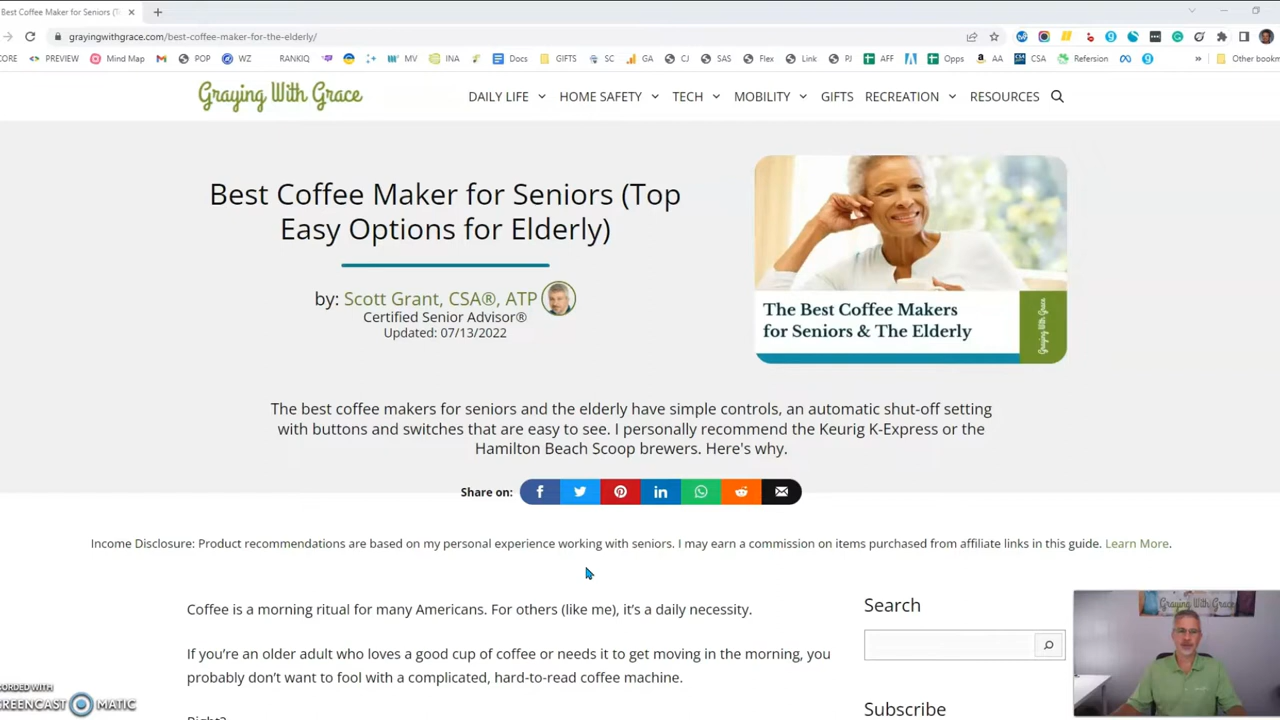 Best Coffee Maker for Seniors (T
grayingwithgrace.com/best-coffee-maker-for-the-elderly/
CORE PREVIEW Mind Map POP WZ RANKIQ MV INA Docs GIFTS SC GA CJ SAS Flex Link PJ AFF Opps AA CSA Refersion » Other bookm
Graying With Grace
DAILY LIFE HOME SAFETY TECH MOBILITY GIFTS RECREATION RESOURCES
Best Coffee Maker for Seniors (Top
Easy Options for Elderly)
by: Scott Grant, CSA®, ATP
Certified Senior Advisor®
Updated: 07/13/2022
The Best Coffee Makers
for Seniors & The Elderly
Graying With Grace
The best coffee makers for seniors and the elderly have simple controls, an automatic shut-off setting
with buttons and switches that are easy to see. I personally recommend the Keurig K-Express or the
Hamilton Beach Scoop brewers. Here's why.
Share on:
Income Disclosure: Product recommendations are based on my personal experience working with seniors. I may earn a commission on items purchased from affiliate links in this guide. Learn More.
Coffee is a morning ritual for many Americans. For others (like me), it's a daily necessity.
If you're an older adult who loves a good cup of coffee or needs it to get moving in the morning, you
probably don't want to fool with a complicated, hard-to-read coffee machine.
Right?
Search
Subscribe
Graying With Grace
CORDED WITH
CREENCAST MATIC